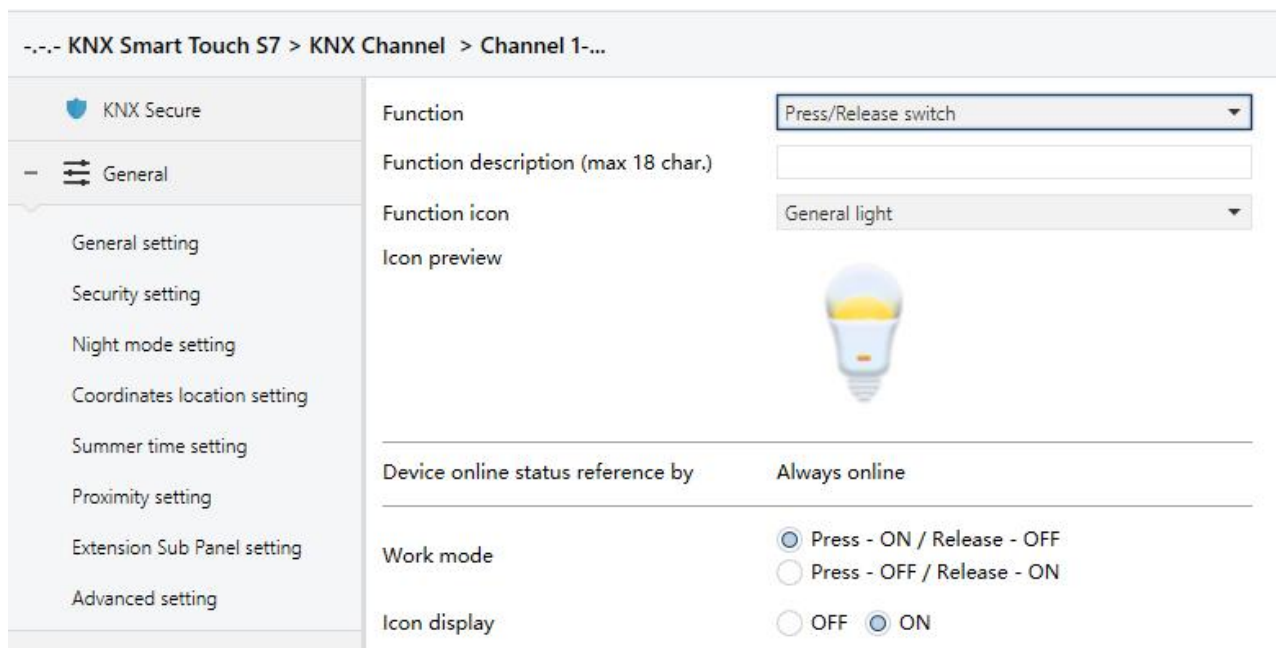 -.-.- KNX Smart Touch S7 > KNX Channel > Channel 1-...
KNX Secure
General
General setting
Security setting
Night mode setting
Coordinates location setting
Summer time setting
Proximity setting
Extension Sub Panel setting
Advanced setting
Function
Press/Release switch
Function description (max 18 char.)
Function icon
General light
Icon preview
Device online status reference by
Always online
Work mode
Press - ON / Release - OFF
Press - OFF / Release - ON
Icon display
OFF ON